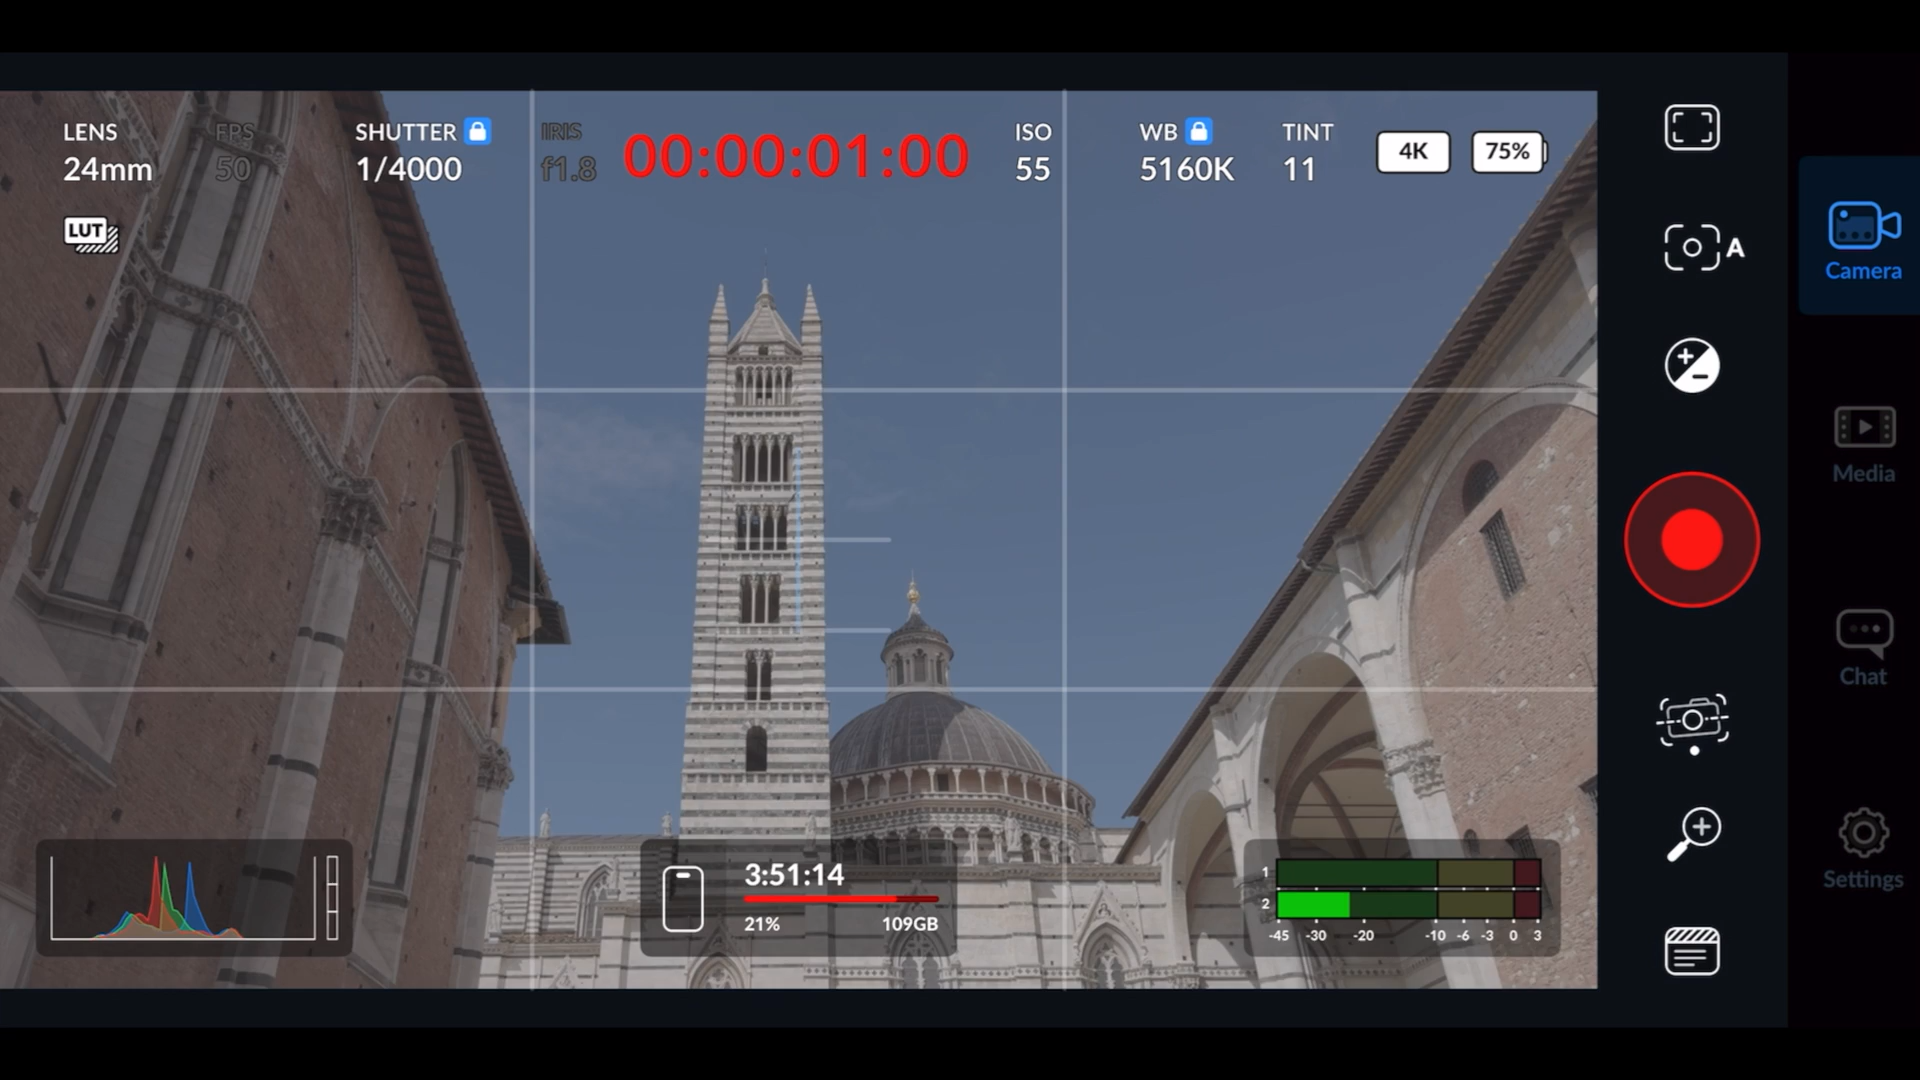 LENS
24mm
FPS
50
SHUTTER
1/4000
IRIS
f1.8
00:00:01:00
ISO
55
WB
5160K
TINT
11
4K
75%
LUT
A
Camera
Media
Chat
Settings
3:51:14
21% 109GB
1
2
-45 -30 -20 -10 -6 -3 0 3